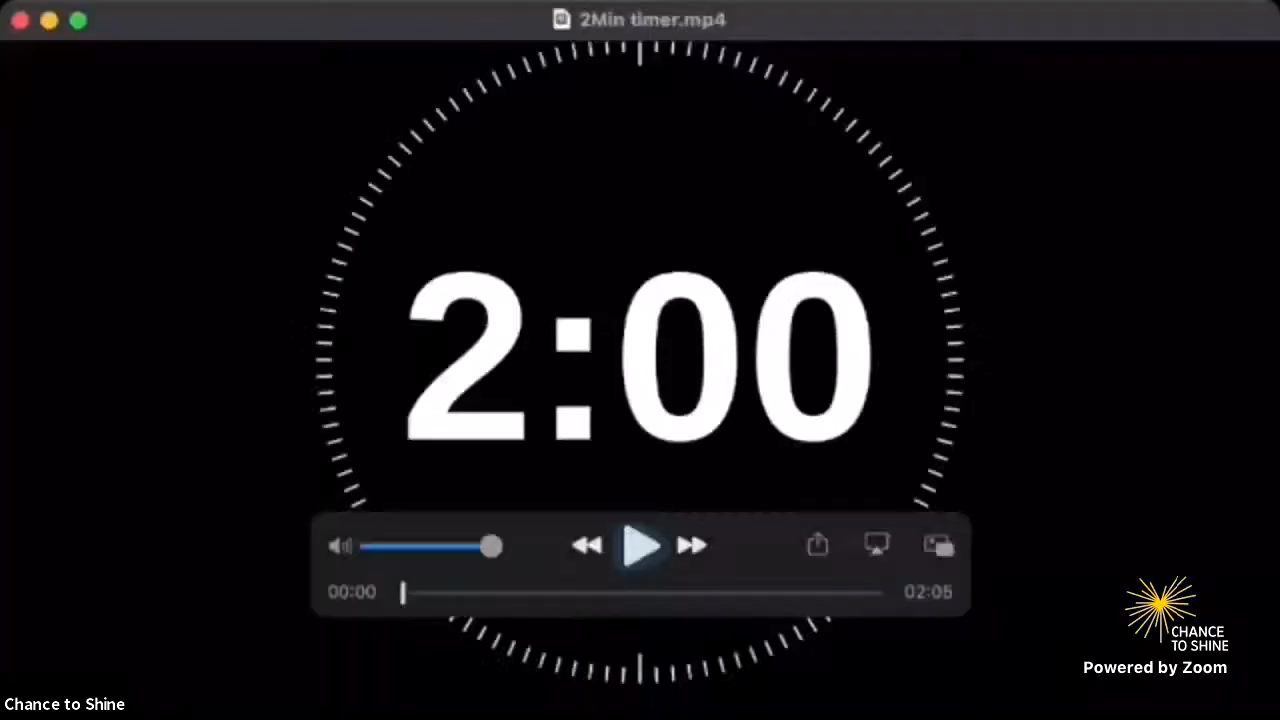 2Min timer.mp4
2:00
00:00
02:05
CHANCE
TO SHINE
Powered by Zoom
Chance to Shine